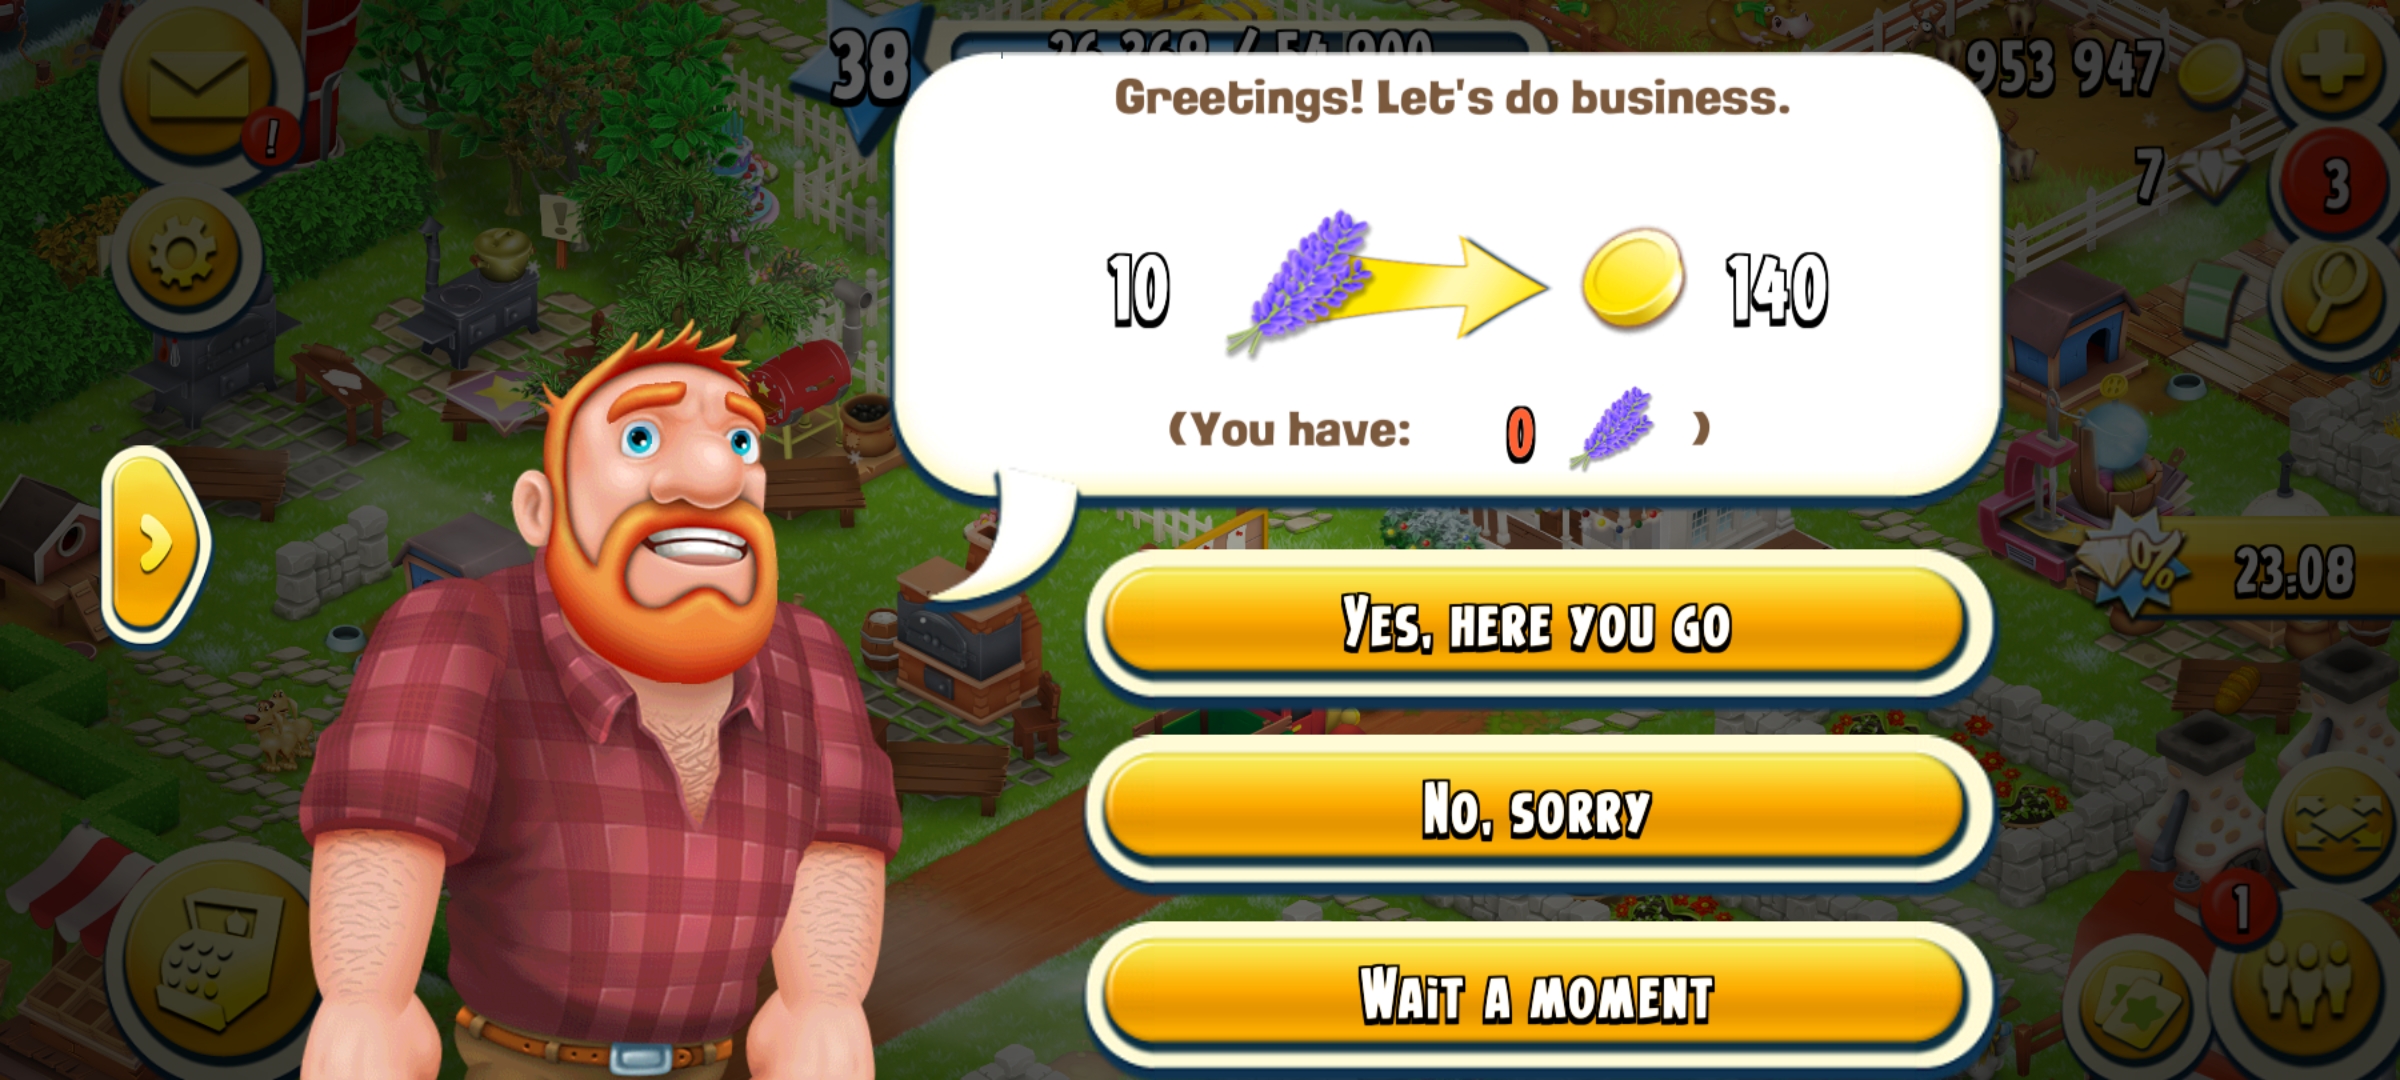 38
953 947
Greetings! Let's do business.
!
7
3
10
140
(You have: 0 )
0%
23:08
Yes, here you go
No, sorry
Wait a moment
1